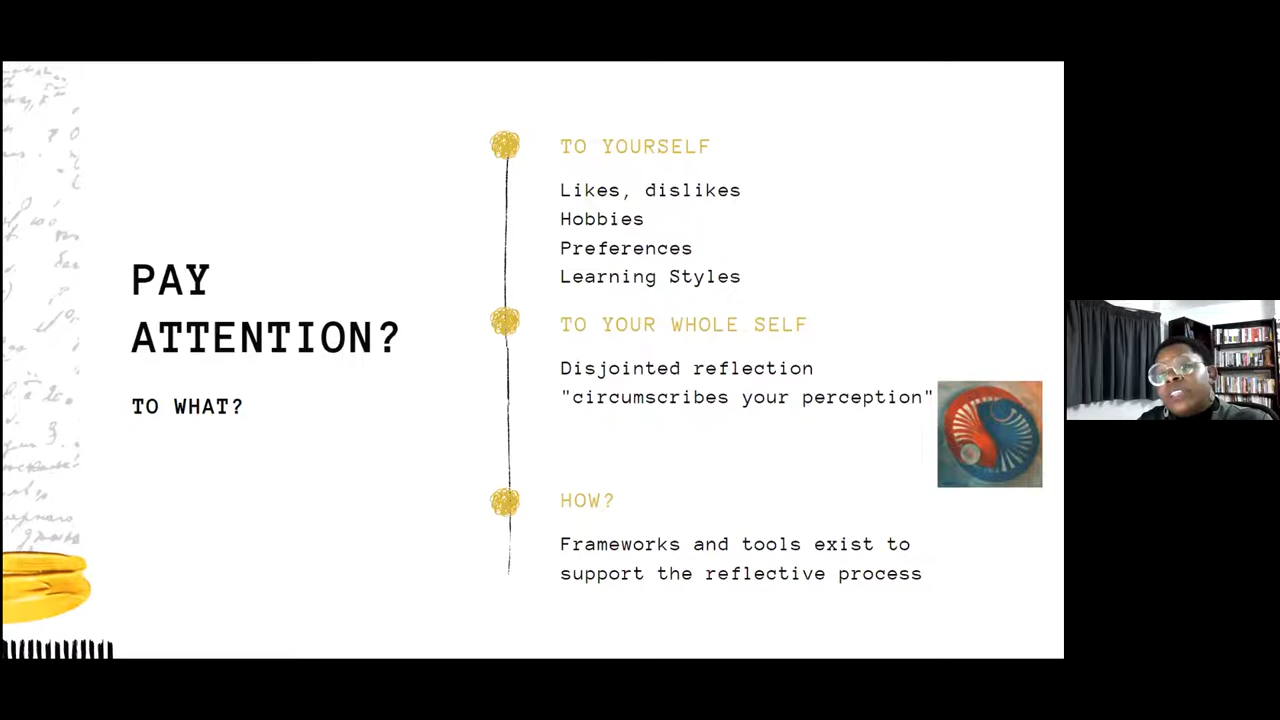 PAY
ATTENTION?
TO WHAT?
TO YOURSELF
Likes, dislikes
Hobbies
Preferences
Learning Styles
TO YOUR WHOLE SELF
Disjointed reflection
"circumscribes your perception"
HOW?
Frameworks and tools exist to
support the reflective process